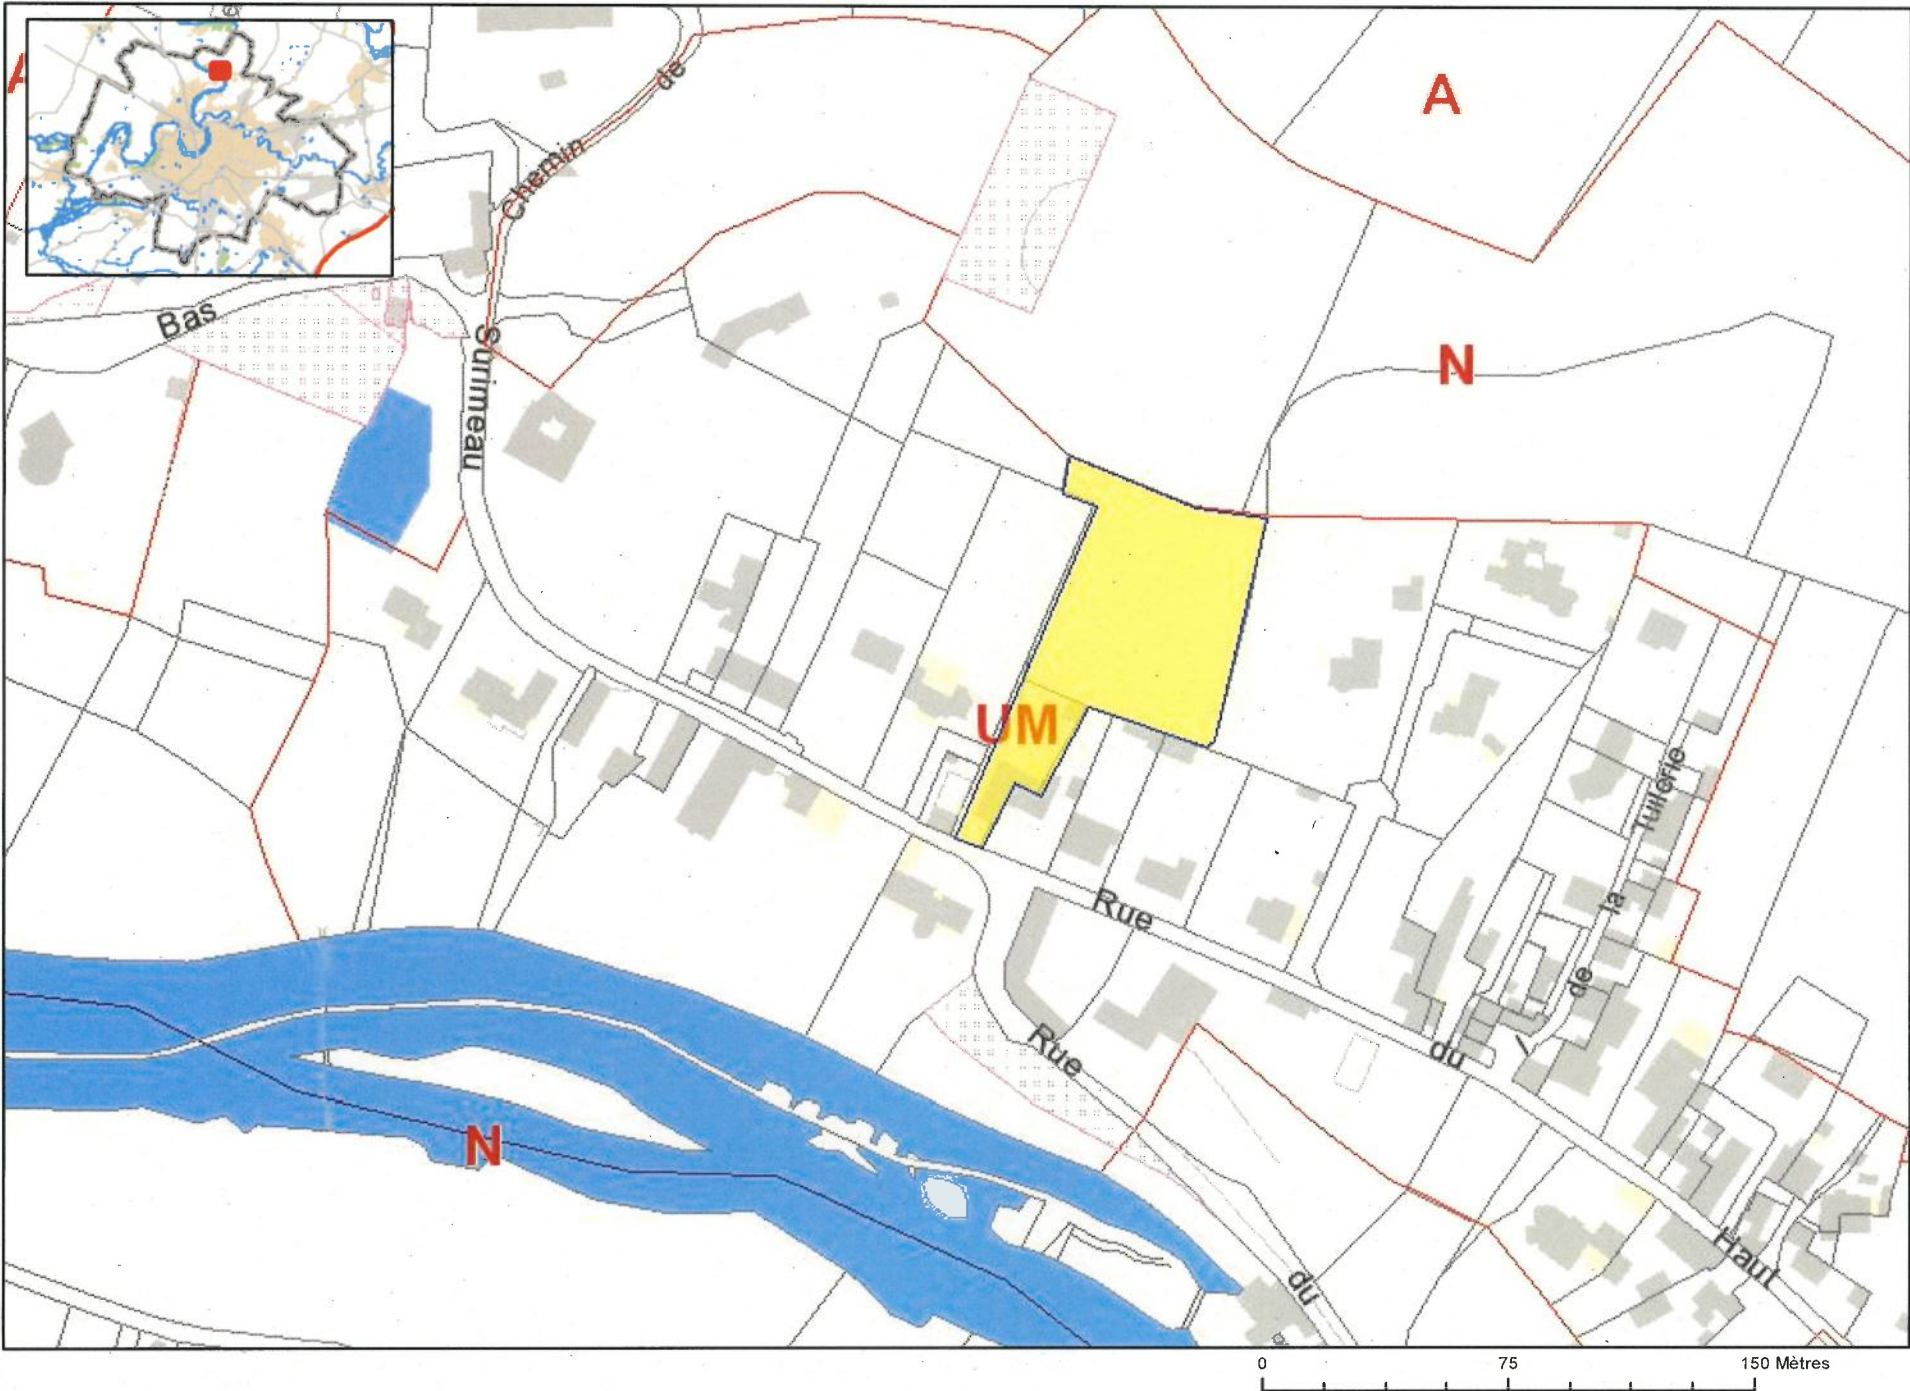 A
A
de
Chemin
N
Bas
Surimeau
UM
Tuilerie
la
de
Rue
Rue
du
N
Haut
du
0 75 150 Mètres